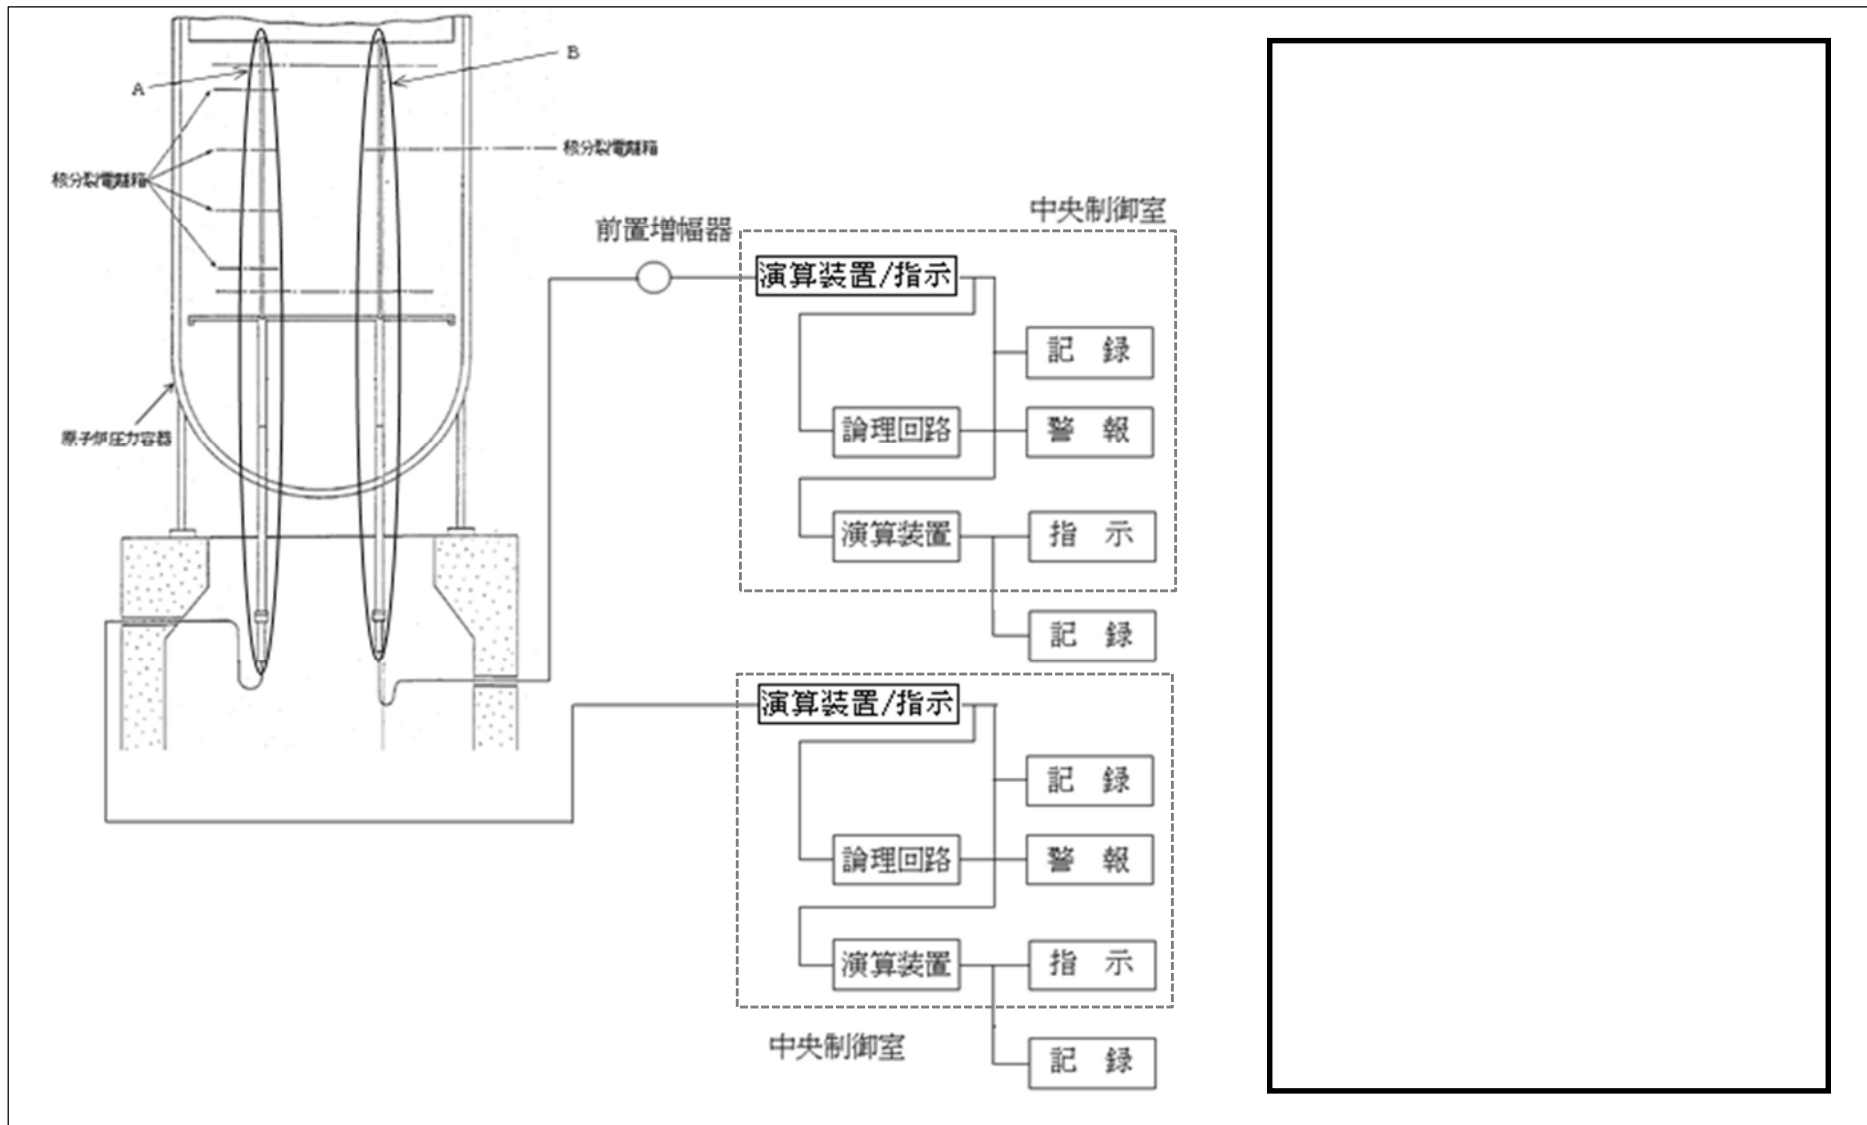 A
B
核分裂電離箱
核分裂電離箱
原子炉圧力容器
前置増幅器
中央制御室
演算装置/指示
記 録
論理回路
警 報
演算装置
指 示
記 録
演算装置/指示
記 録
論理回路
警 報
演算装置
指 示
中央制御室
記 録